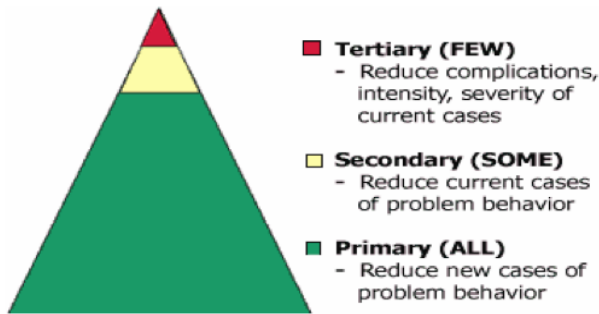 Tertiary (FEW)
- Reduce complications,
intensity, severity of
current cases
Secondary (SOME)
- Reduce current cases
of problem behavior
Primary (ALL)
- Reduce new cases of
problem behavior